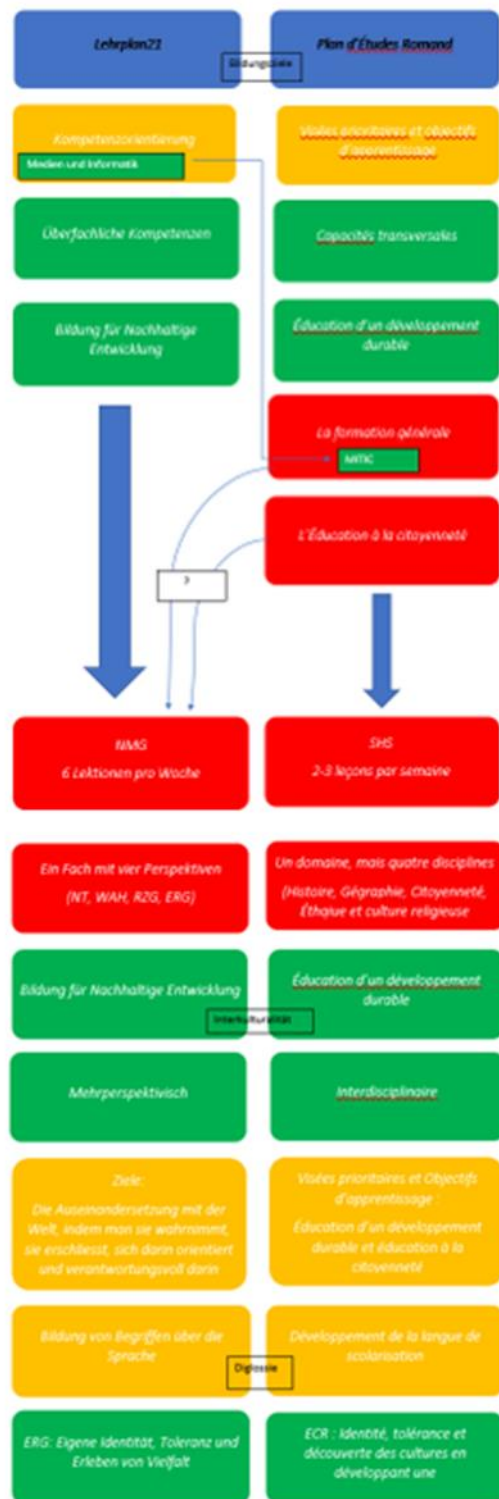 Lehrplan21
Plan d'Études Romand
Bildungsziele
Kompetenzorientierung
Medien und Informatik
Visées prioritaires et objectifs
d'apprentissage
Überfachliche Kompetenzen
Capacités transversales
Bildung für Nachhaltige
Entwicklung
Éducation d'un développement
durable
La formation générale
MITIC
L'Éducation à la citoyenneté
NMG
6 Lektionen pro Woche
SHS
2-3 leçons par semaine
Ein Fach mit vier Perspektiven
(NT, WAH, RZG, ERG)
Un domaine, mais quatre disciplines
(Histoire, Gégraphie, Citoyenneté,
Éthqiue et culture religieuse
Bildung für Nachhaltige Entwicklung
Éducation d'un développement
durable
Interkulturalität
Mehrperspektivisch
Interdisciplinaire
Ziele:
Die Auseinandersetzung mit der
Welt, indem man sie wahrnimmt,
sie erschliesst, sich darin orientiert
und verantwortungsvoll darin
Visées prioritaires et Objectifs
d'apprentissage :
Éducation d'un développement
durable et éducation à la
citoyenneté
Bildung von Begriffen über die
Sprache
Développement de la langue de
scolarisation
Diglossie
ERG: Eigene Identität, Toleranz und
Erleben von Vielfalt
ECR : Identité, tolérance et
découverte des cultures en
développant une